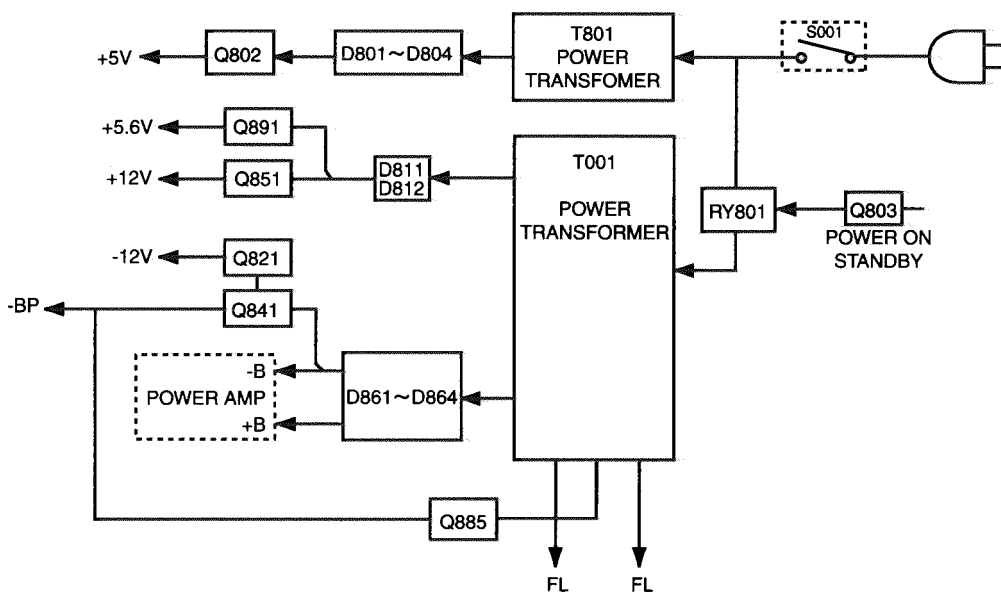 +5V
Q802
D801~D804
T801
POWER
TRANSFOMER
S001
+5.6V
Q891
+12V
Q851
D811
D812
T001
POWER
TRANSFORMER
RY801
Q803
POWER ON
STANDBY
-12V
Q821
-BP
Q841
POWER AMP
-B
+B
D861~D864
Q885
FL
FL